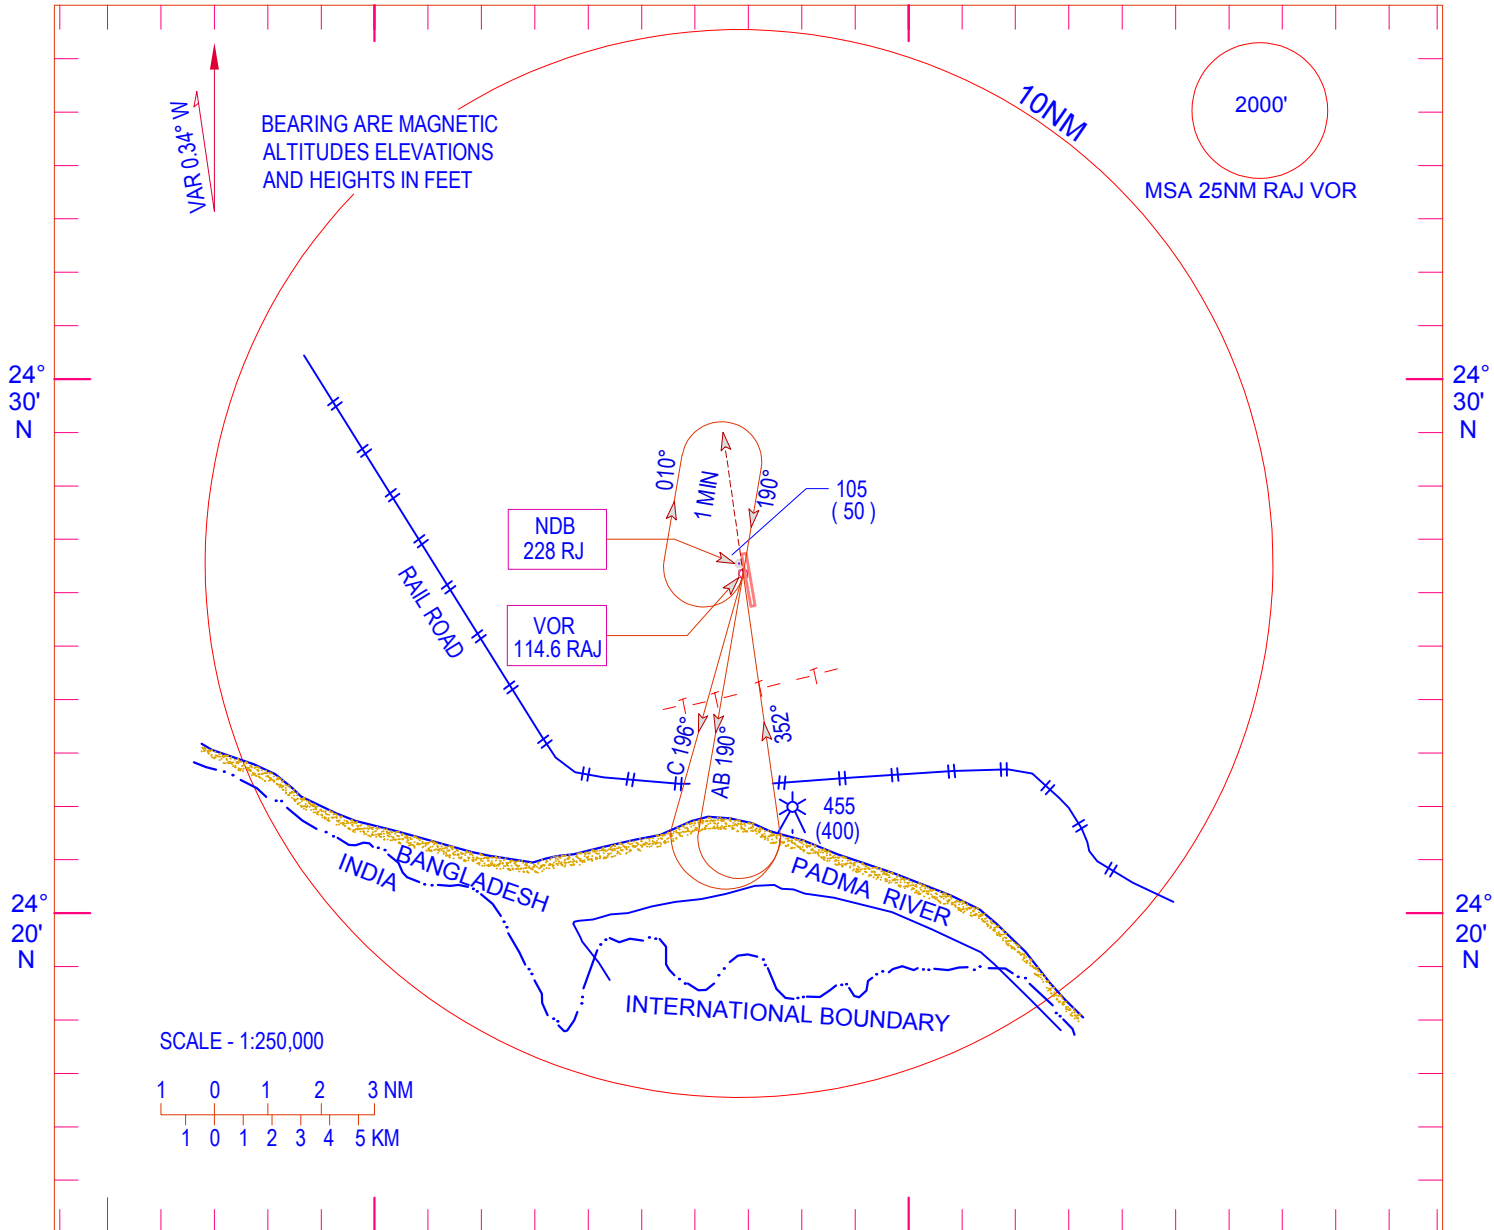 10NM
2000'
MSA 25NM RAJ VOR
VAR 0.34° W
BEARING ARE MAGNETIC
ALTITUDES ELEVATIONS
AND HEIGHTS IN FEET
24°
30'
N
24°
30'
N
010°
1 MIN
190°
105
( 50 )
NDB
228 RJ
VOR
114.6 RAJ
RAIL ROAD
C 196°
AB 190°
352°
455
(400)
BANGLADESH
INDIA
PADMA RIVER
24°
20'
N
24°
20'
N
INTERNATIONAL BOUNDARY
SCALE - 1:250,000
1 0 1 2 3 NM
1 0 1 2 3 4 5 KM